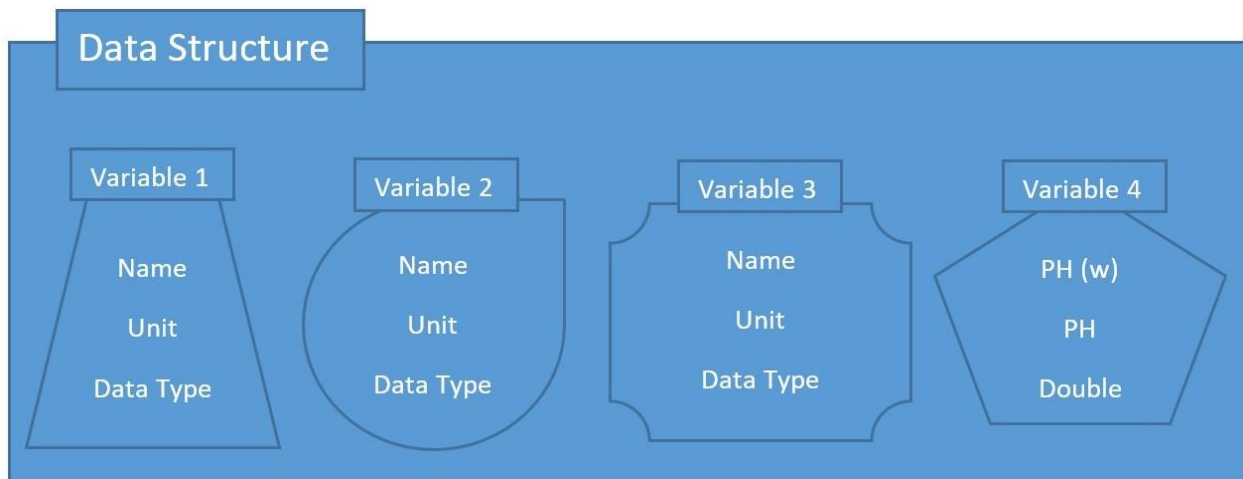 Data Structure
Variable 1
Name
Unit
Data Type
Variable 2
Name
Unit
Data Type
Variable 3
Name
Unit
Data Type
Variable 4
PH (w)
PH
Double